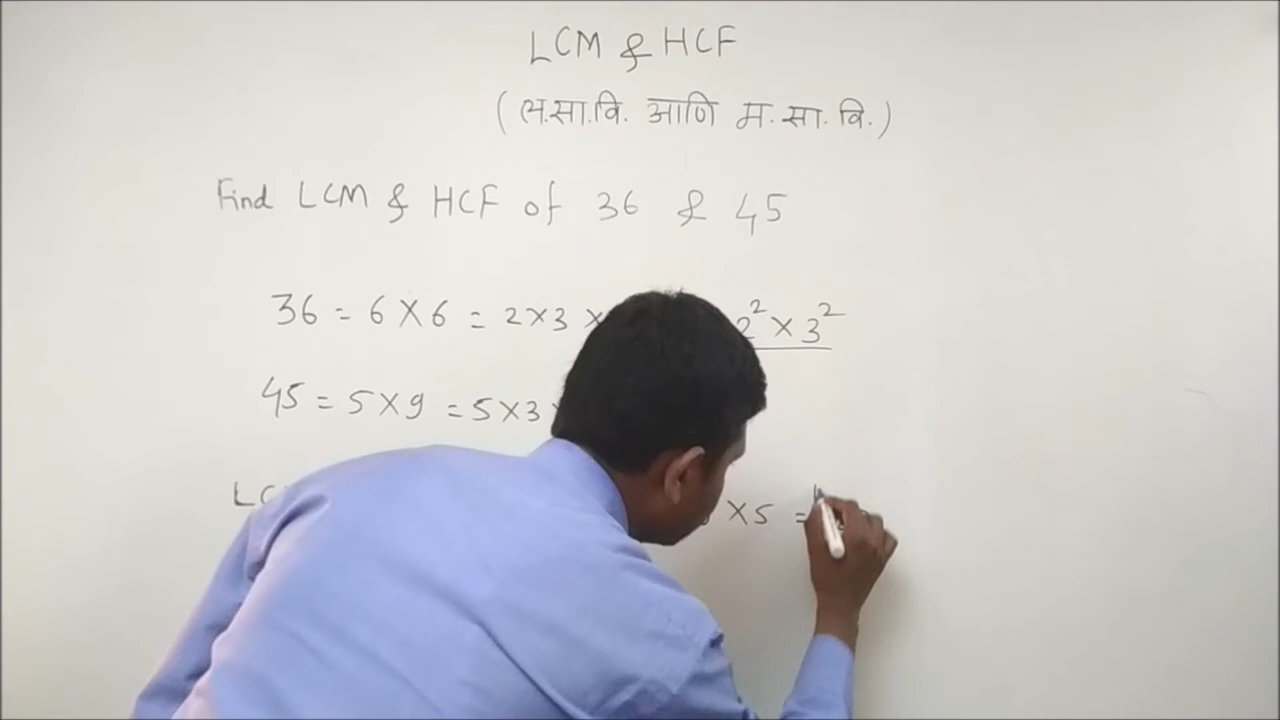 LCM & HCF
(ल.सा.वि. आणि म. सा. वि.)
Find LCM & HCF of 36 & 45
36 = 6 X 6 = 2 X 3 X 2² X 3²
45 = 5 X 9 = 5 X 3
LC X 5 =